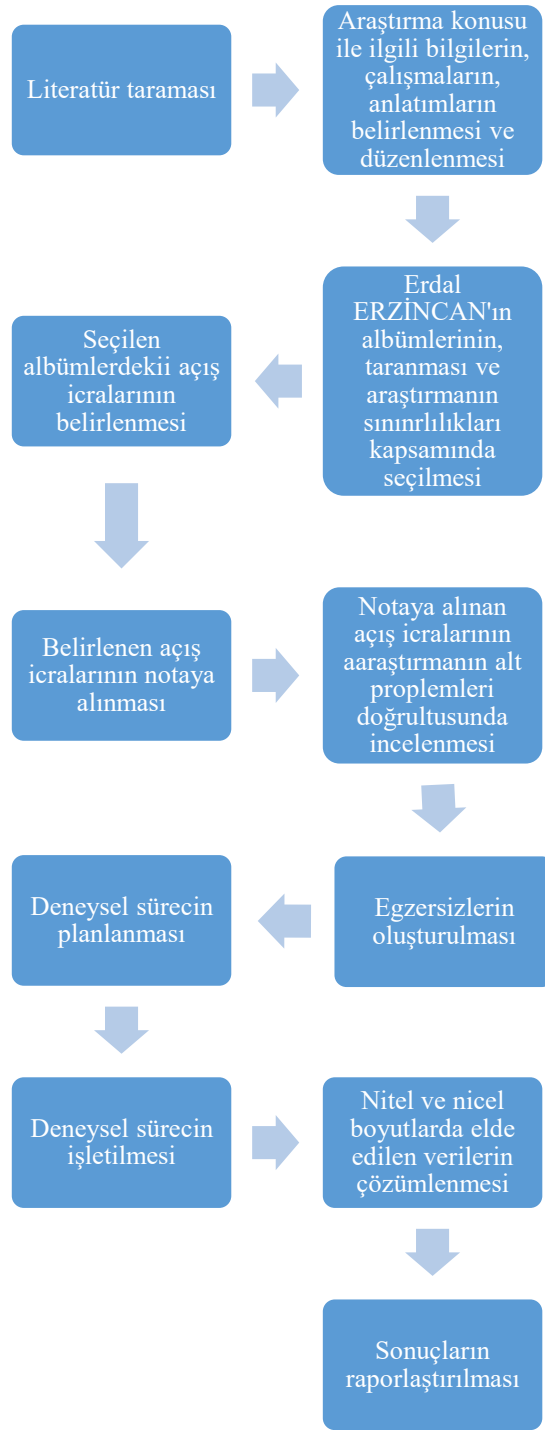 Literatür taraması
Araştırma konusu
ile ilgili bilgilerin,
çalışmaların,
anlatımların
belirlenmesi ve
düzenlenmesi
Erdal
ERZİNCAN'ın
albümlerinin,
taranması ve
araştırmanın
sınınrlılıkları
kapsamında
seçilmesi
Seçilen
albümlerdekii açış
icralarının
belirlenmesi
Belirlenen açış
icralarının notaya
alınması
Notaya alınan
açış icralarının
aaraştırmanın alt
proplemleri
doğrultusunda
incelenmesi
Egzersizlerin
oluşturulması
Deneysel sürecin
planlanması
Deneysel sürecin
işletilmesi
Nitel ve nicel
boyutlarda elde
edilen verilerin
çözümlenmesi
Sonuçların
raporlaştırılması